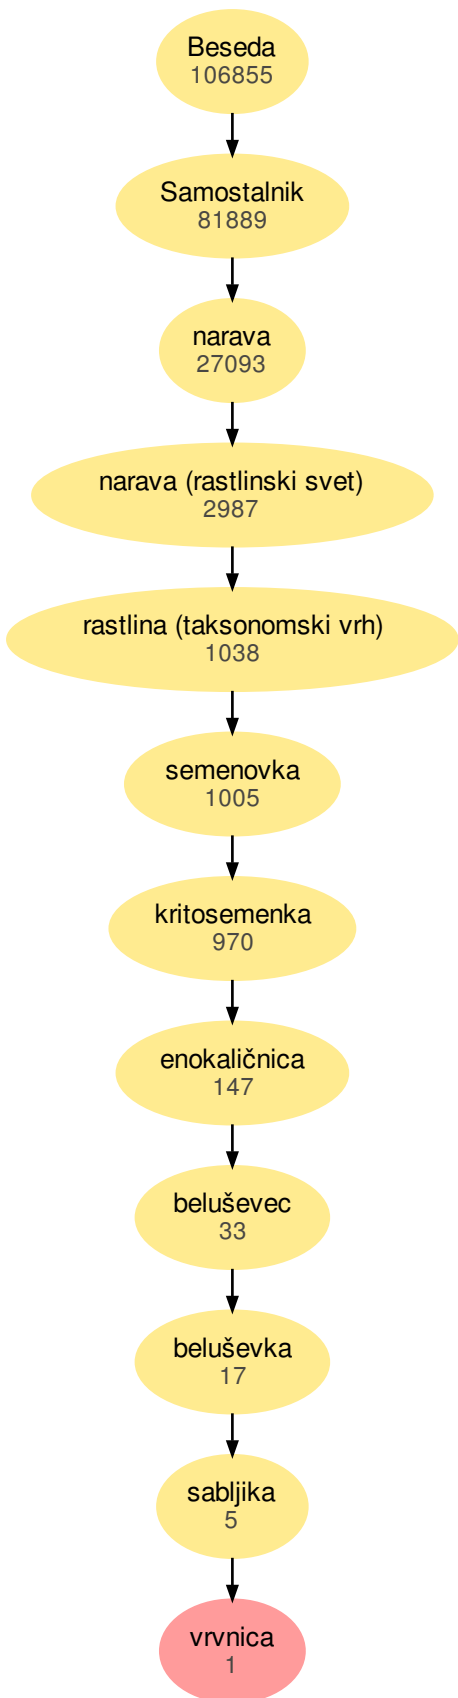 Beseda
106855
Samostalnik
81889
narava
27093
narava (rastlinski svet)
2987
rastlina (taksonomski vrh)
1038
semenovka
1005
kritosemenka
970
enokaličnica
147
beluševec
33
beluševka
17
sabljika
5
vrvnica
1